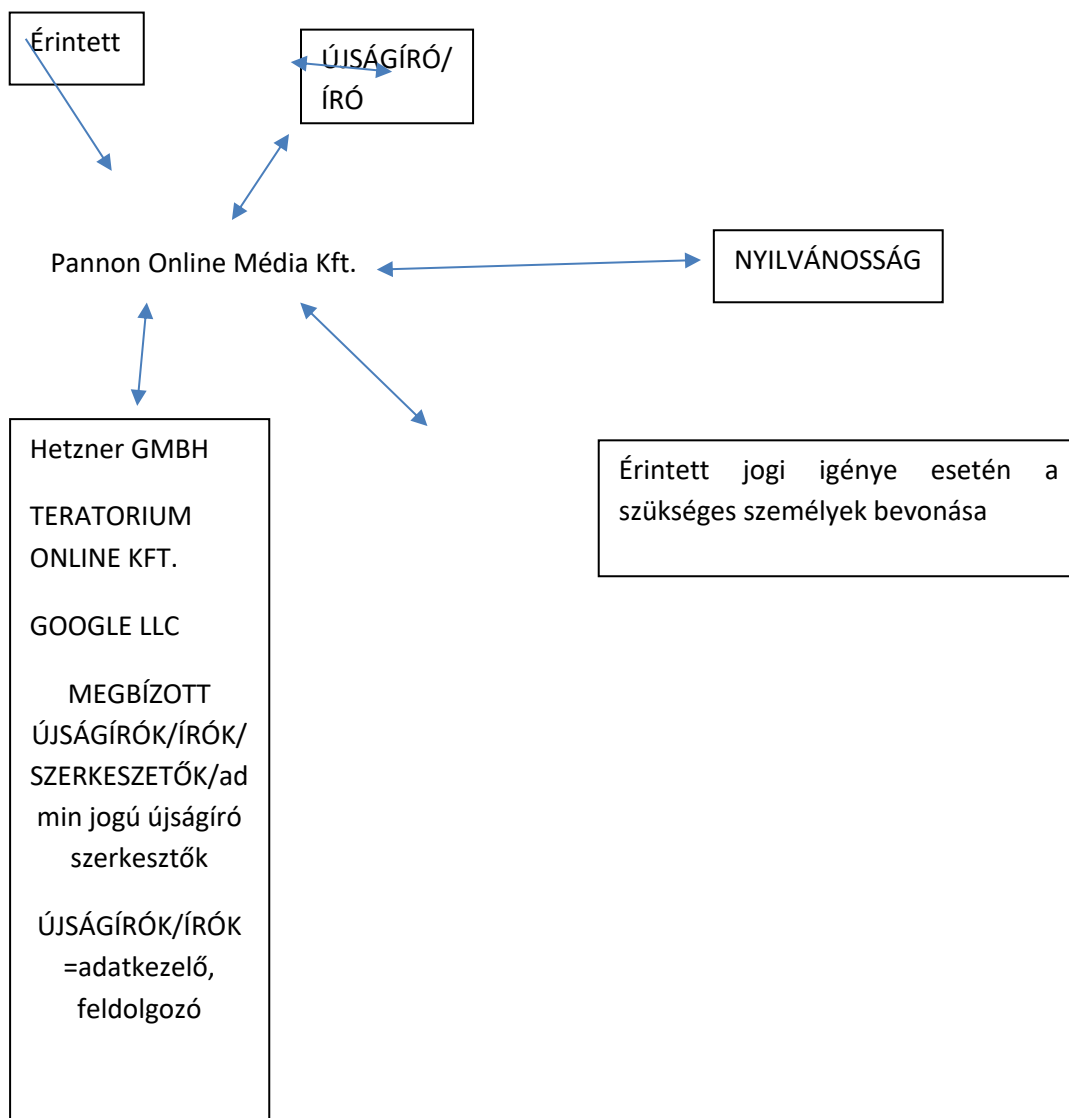 Érintett
ÚJSÁGÍRÓ/
ÍRÓ
Pannon Online Média Kft.
NYILVÁNOSSÁG
Hetzner GMBH
TERATORIUM
ONLINE KFT.
GOOGLE LLC
MEGBÍZOTT
ÚJSÁGÍRÓK/ÍRÓK/
SZERKESZETŐK/ad
min jogú újságíró
szerkesztők
ÚJSÁGÍRÓK/ÍRÓK
=adatkezelő,
feldolgozó
Érintett jogi igénye esetén a
szükséges személyek bevonása